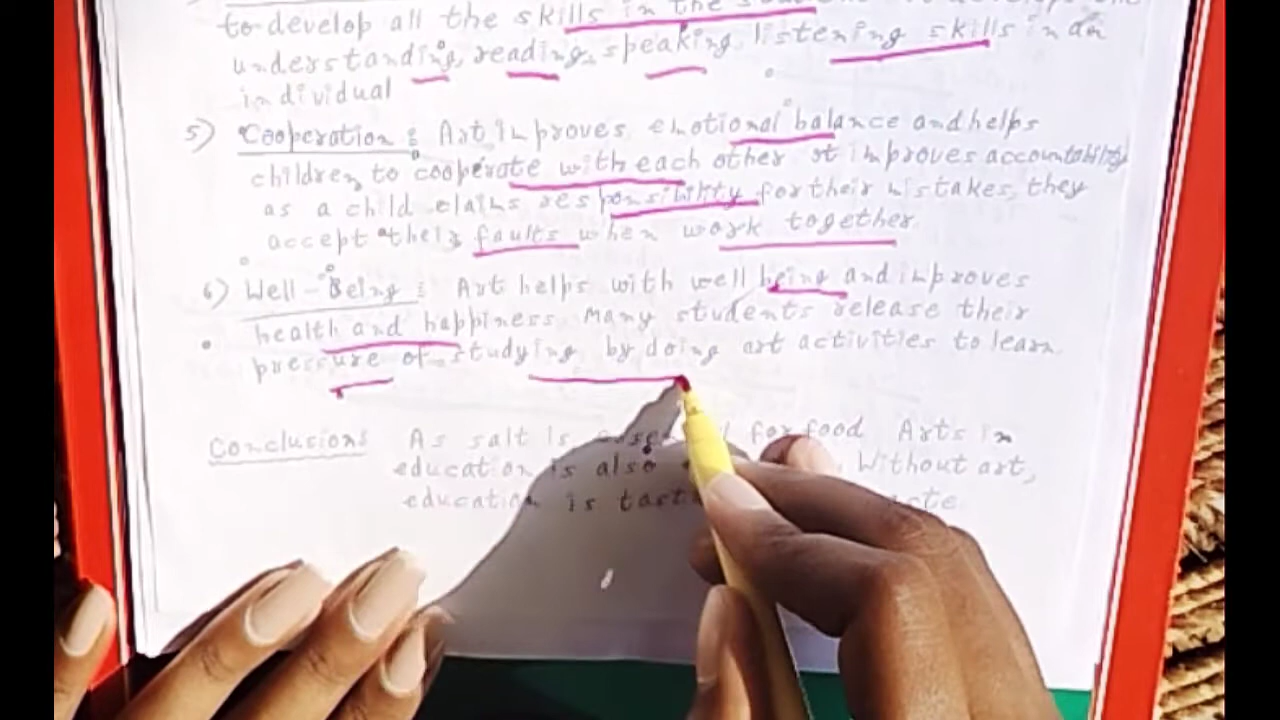 to develop all the skills in the
understanding, reading, speaking, listening skills in an
individual
5) Cooperation : Art improves emotional balance and helps
children to cooperate with each other It improves accountability
as a child claims responsibility for their mistakes, they
accept their faults when work together
6) Well-Being : Art helps with well being and improves
health and happiness. Many students release their
pressure of studying by doing art activities to learn
Conclusions As salt is for food Arts in
education is also Without art,
education is